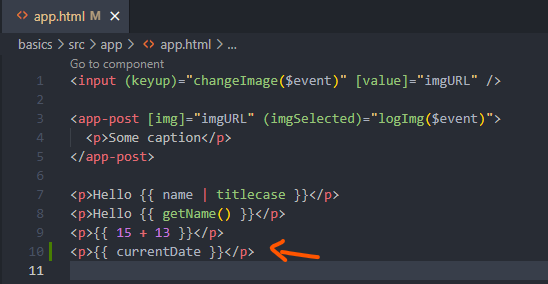 app.html M ×
basics > src > app > app.html > ...
Go to component
1 <input (keyup)="changeImage($event)" [value]="imgURL" />
2
3 <app-post [img]="imgURL" (imgSelected)="logImg($event)">
4 <p>Some caption</p>
5 </app-post>
6
7 <p>Hello {{ name | titlecase }}</p>
8 <p>Hello {{ getName() }}</p>
9 <p>{{ 15 + 13 }}</p>
10 <p>{{ currentDate }}</p>
11